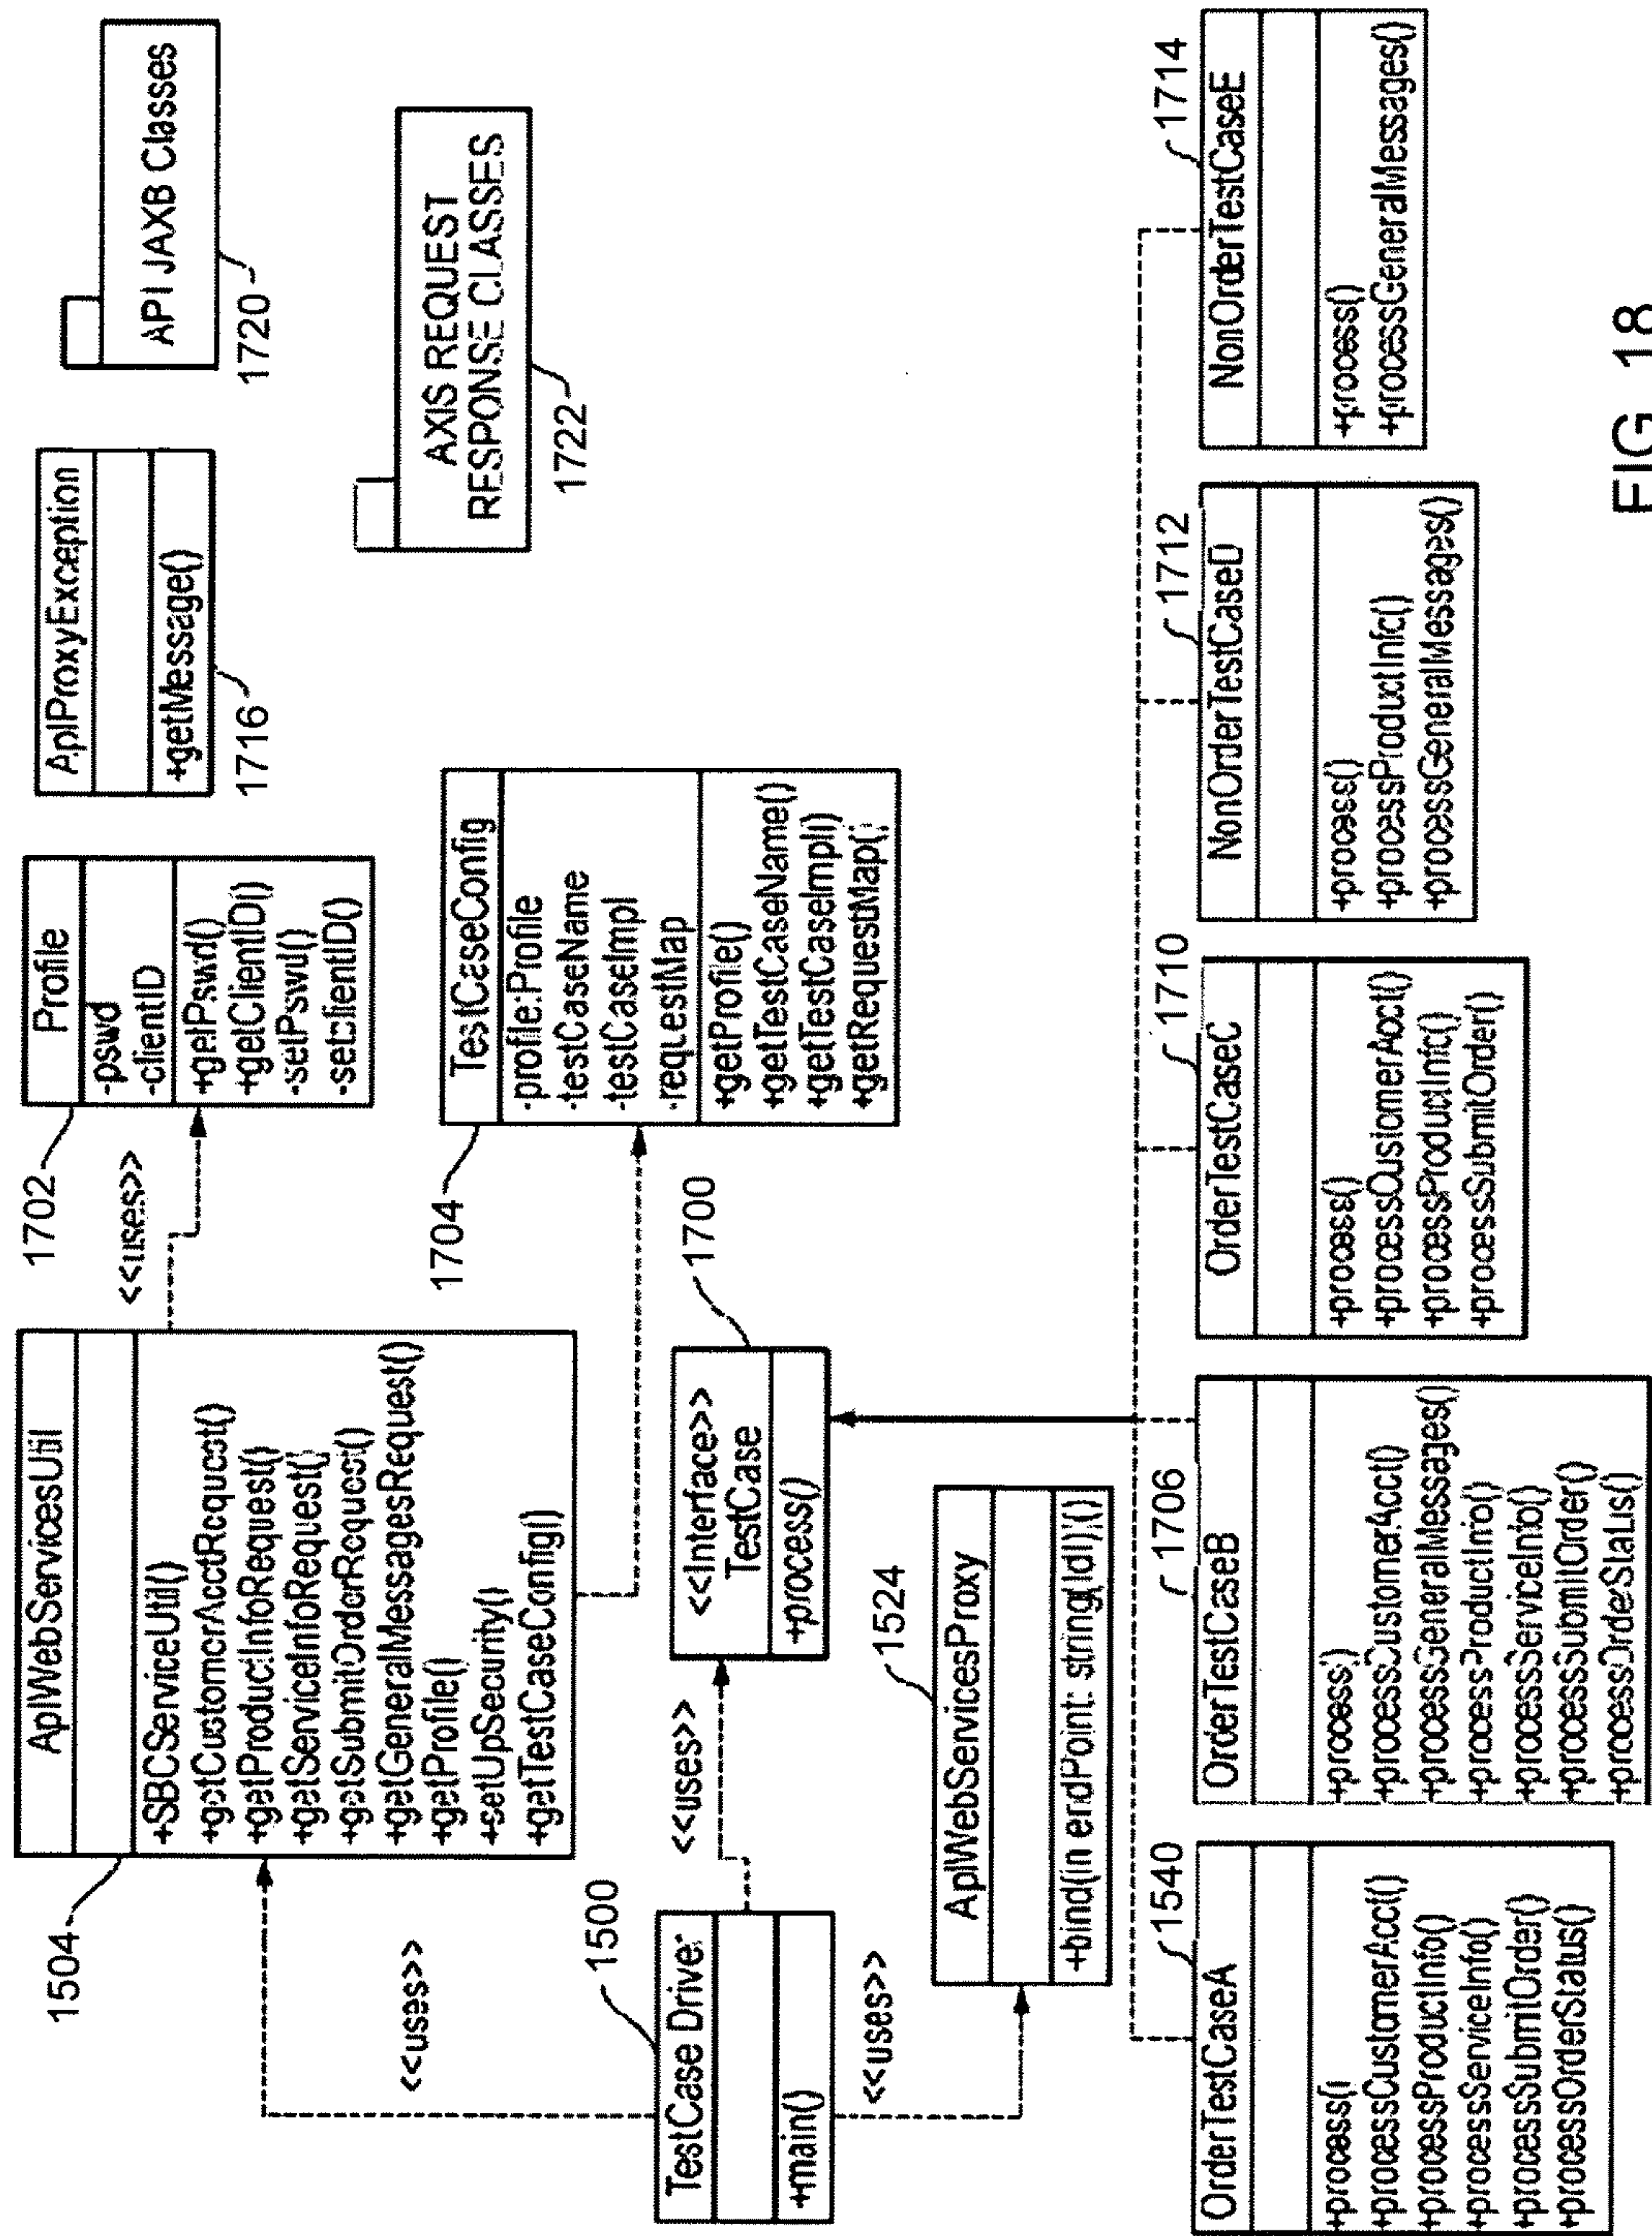 ApIWebServicesUtil
+SBCServiceUtil()
+getCustomerAcctRequest()
+getProductInfoRequest()
+getServiceInfoRequest()
+getSubmitOrderRequest()
+getGeneralMessagesRequest()
+getProfile()
+setUpSecurity()
+getTestCaseConfig()
1504
<<uses>>
1702
Profile
-pswd
-clientID
+getPswd()
+getClientID()
-setPswd()
-setclientID()
ApIProxyException
+getMessage()
1716
API JAXB Classes
1720
AXIS REQUEST
RESPONSE CLASSES
1722
1704
TestCaseConfig
-profile:Profile
-testCaseName
-testCaseImpl
-requestMap
+getProfile()
+getTestCaseName()
+getTestCaseImpl()
+getRequestMap()
<<uses>>
1500
TestCase Driver
+main()
<<uses>>
<<uses>>
1700
<<Interface>>
TestCase
+process()
1524
ApIWebServicesProxy
+bind(in endPoint: string(Idl)()
1540
OrderTestCaseA
+process()
+processCustomerAcct()
+processProductInfo()
+processServiceInfo()
+processSubmitOrder()
+processOrderStatus()
1706
OrderTestCaseB
+process()
+processCustomerAcct()
+processGeneralMessages()
+processProductInfo()
+processServiceInfo()
+processSubmitOrder()
+processOrdeStatus()
1710
OrderTestCaseC
+process()
+processCustomerAcct()
+processProductInfo()
+processSubmitOrder()
1712
NonOrderTestCaseD
+process()
+processProductInfo()
+processGeneralMessages()
1714
NonOrderTestCaseE
+process()
+processGeneralMessages()
FIG. 18